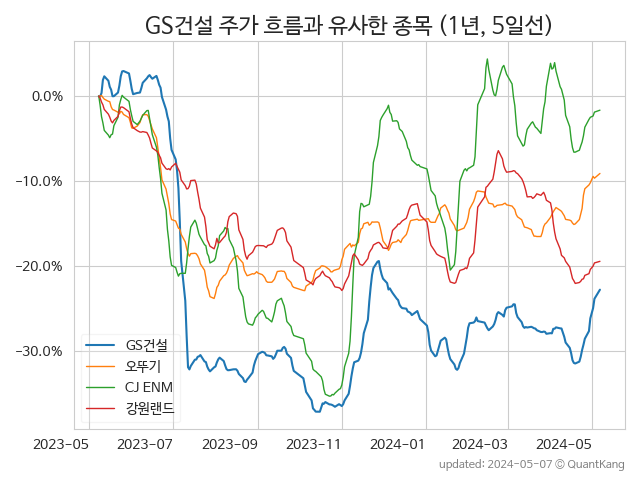 GS건설 주가 흐름과 유사한 종목 (1년, 5일선)
0.0%
−10.0%
−20.0%
−30.0%
GS건설
오뚜기
CJ ENM
강원랜드
2023-05 2023-07 2023-09 2023-11 2024-01 2024-03 2024-05
updated: 2024-05-07 © QuantKang